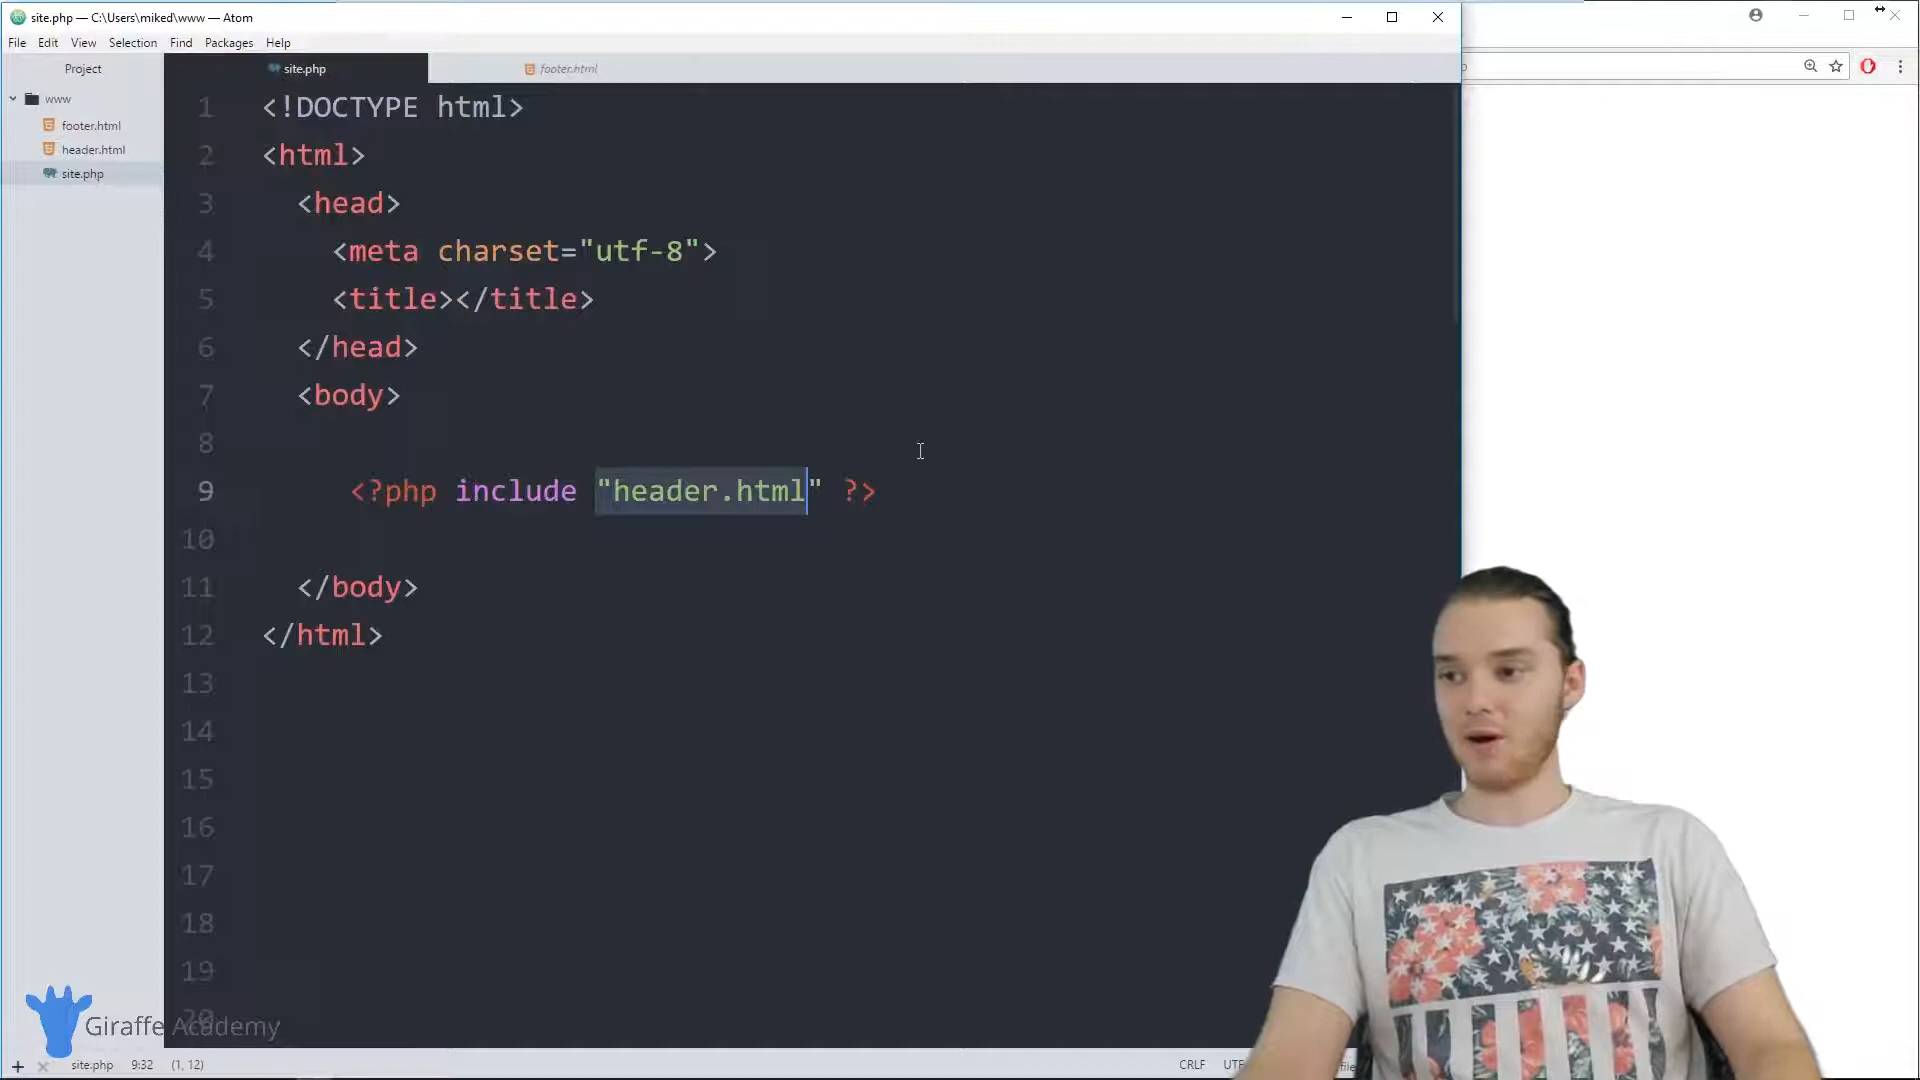 site.php — C:\Users\miked\www — Atom
File Edit View Selection Find Packages Help
Project
site.php
footer.html
www
footer.html
header.html
site.php
1 <!DOCTYPE html>
2 <html>
3 <head>
4 <meta charset="utf-8">
5 <title></title>
6 </head>
7 <body>
8
9 <?php include "header.html" ?>
10
11 </body>
12 </html>
13
14
15
16
17
18
19
20
Giraffe Academy
site.php 9:32 (1, 12)
CRLF